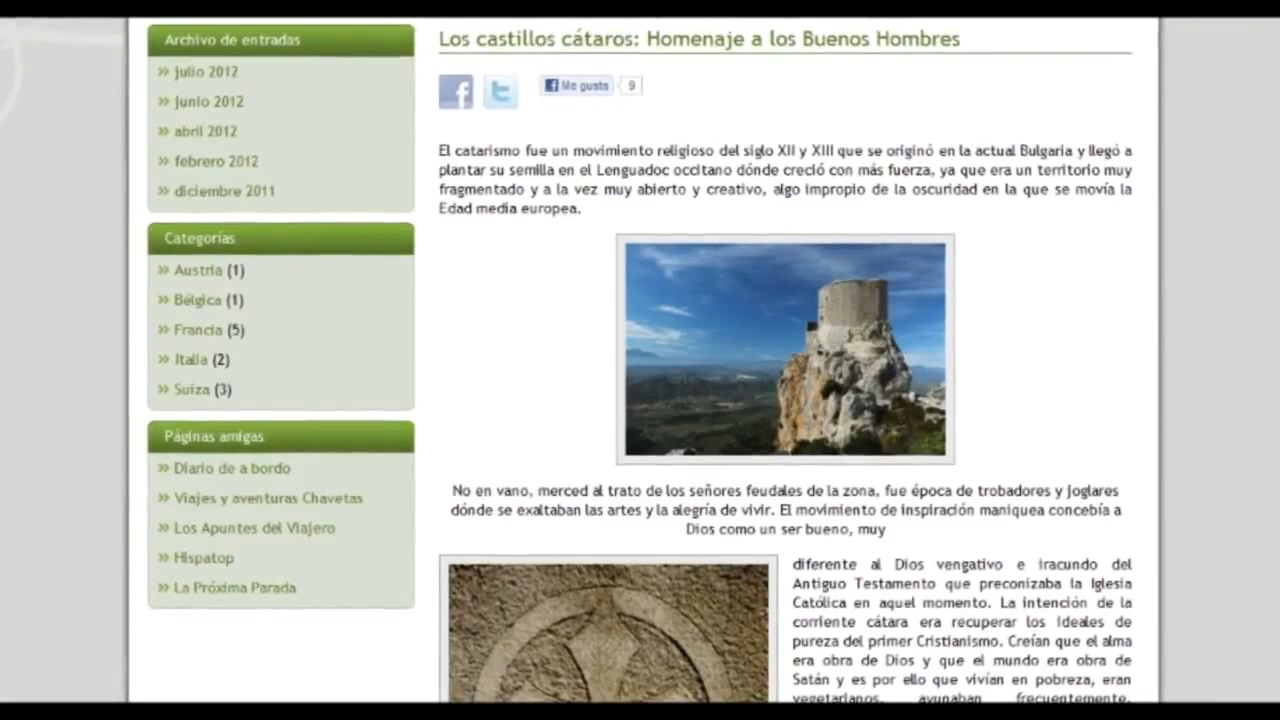 Archivo de entradas
» julio 2012
» junio 2012
» abril 2012
» febrero 2012
» diciembre 2011
Categorías
» Austria (1)
» Bélgica (1)
» Francia (5)
» Italia (2)
» Suiza (3)
Páginas amigas
» Diario de a bordo
» Viajes y aventuras Chavetas
» Los Apuntes del Viajero
» Hispatop
» La Próxima Parada
Los castillos cátaros: Homenaje a los Buenos Hombres
f t f Me gusta 9
El catarismo fue un movimiento religioso del siglo XII y XIII que se originó en la actual Bulgaria y llegó a
plantar su semilla en el Lenguadoc occitano dónde creció con más fuerza, ya que era un territorio muy
fragmentado y a la vez muy abierto y creativo, algo impropio de la oscuridad en la que se movía la
Edad media europea.
No en vano, merced al trato de los señores feudales de la zona, fue época de trobadores y joglares
dónde se exaltaban las artes y la alegría de vivir. El movimiento de inspiración maniquea concebía a
Dios como un ser bueno, muy
diferente al Dios vengativo e iracundo del
Antiguo Testamento que preconizaba la Iglesia
Católica en aquel momento. La intención de la
corriente cátara era recuperar los ideales de
pureza del primer Cristianismo. Creían que el alma
era obra de Dios y que el mundo era obra de
Satán y es por ello que vivían en pobreza, eran
vegetarianos, ayunaban frecuentemente,